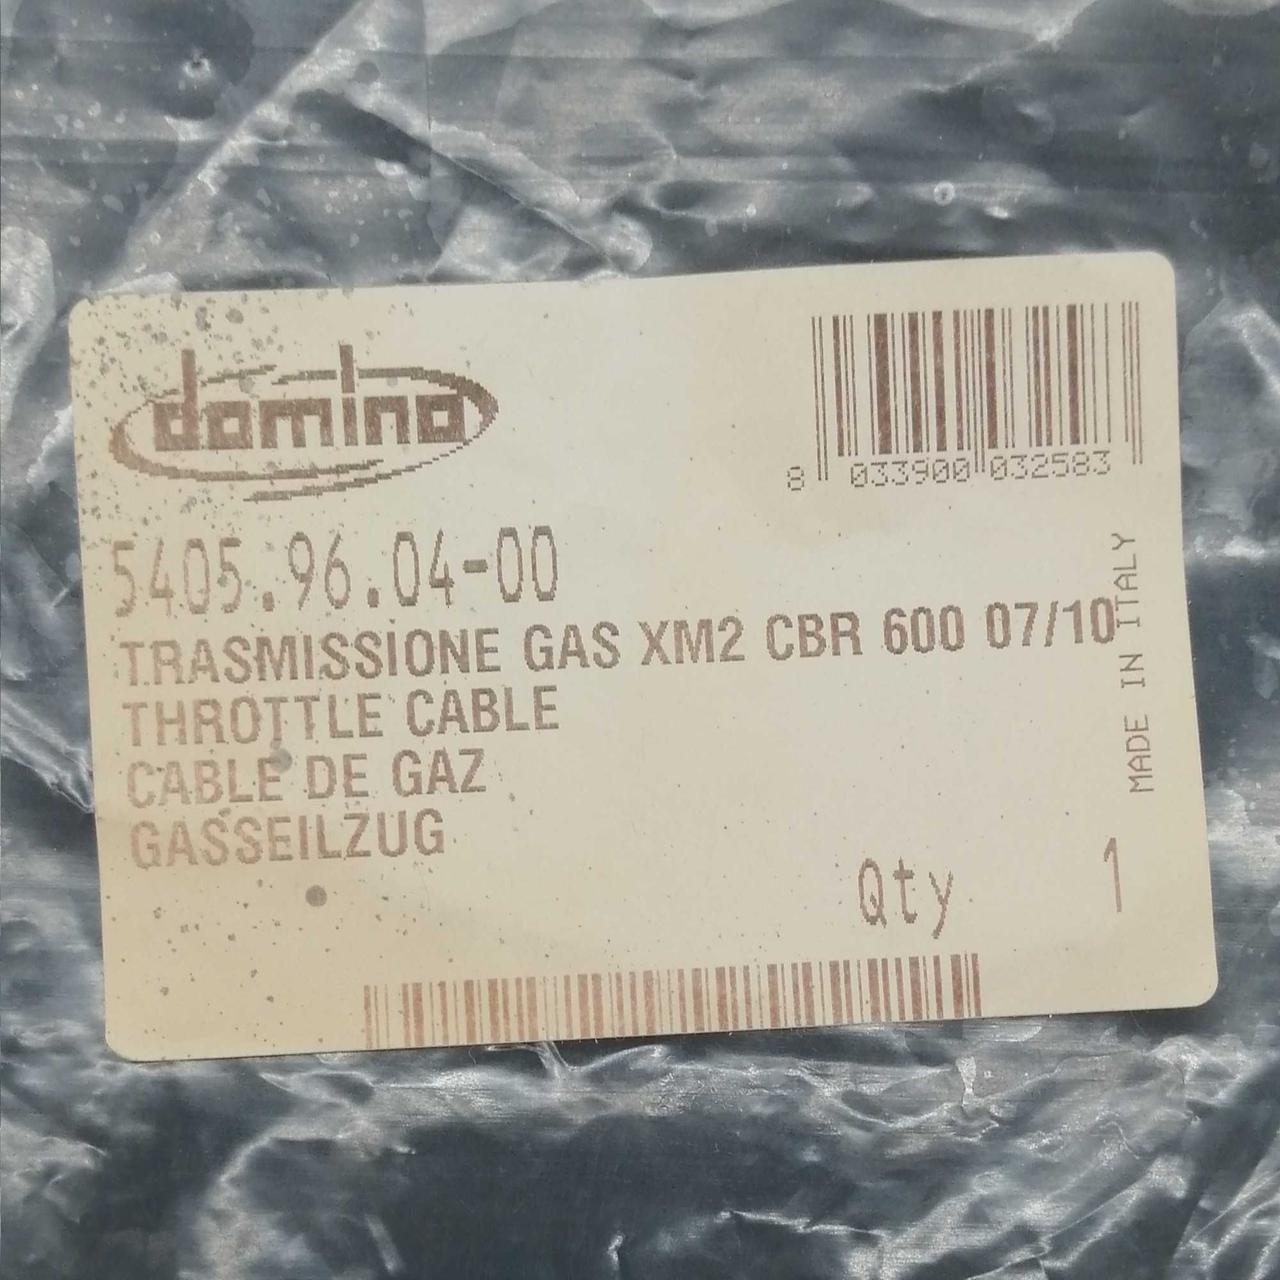 domino
8 033900 032583
5405.96.04-00
TRASMISSIONE GAS XM2 CBR 600 07/10
THROTTLE CABLE
CABLE DE GAZ
GASSEILZUG
MADE IN ITALY
Qty 1